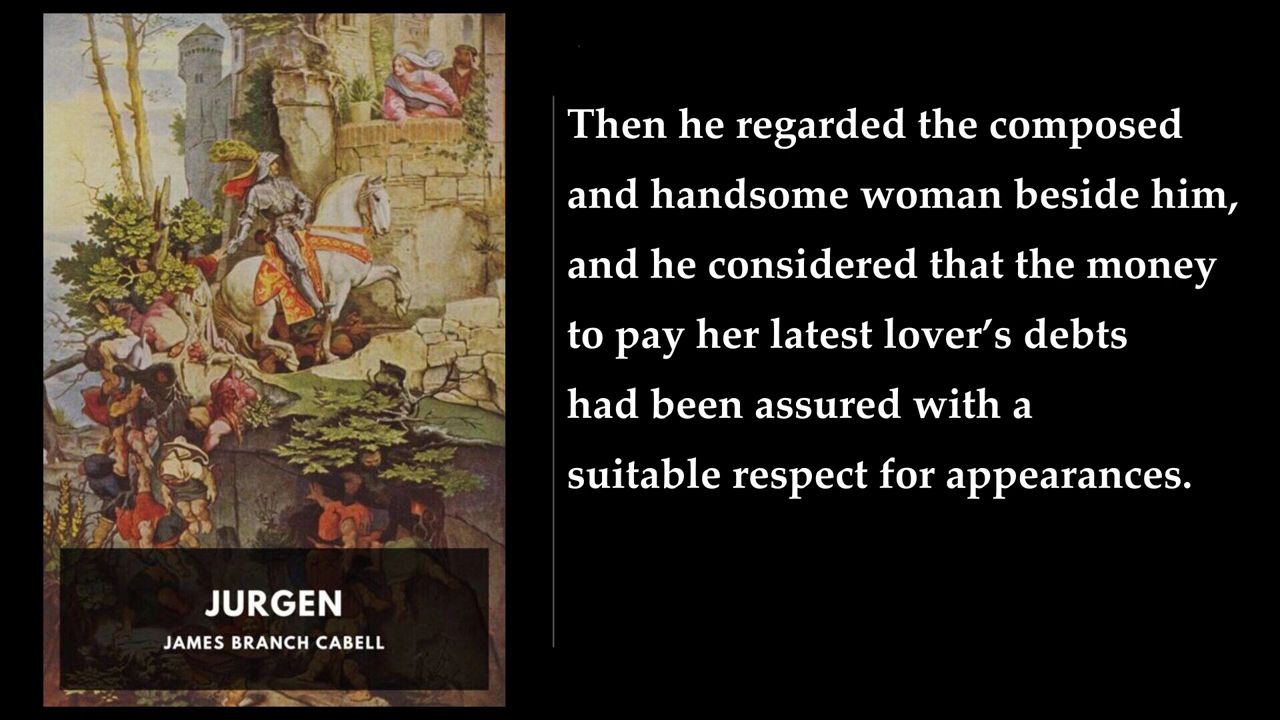 Then he regarded the composed
and handsome woman beside him,
and he considered that the money
to pay her latest lover’s debts
had been assured with a
suitable respect for appearances.
JURGEN
JAMES BRANCH CABELL